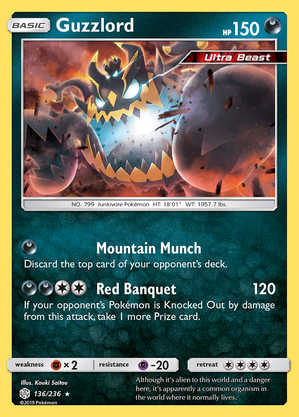 BASIC Guzzlord HP 150
Ultra Beast
NO. 799 Junkivore Pokémon HT: 18'01" WT: 1957.7 lbs.
Mountain Munch
Discard the top card of your opponent's deck.
Red Banquet 120
If your opponent's Pokémon is Knocked Out by damage
from this attack, take 1 more Prize card.
weakness × 2 resistance -20 retreat
Illus. Kouki Saitou
136/236 ★
©2019 Pokémon
Although it's alien to this world and a danger
here, it's apparently a common organism in
the world where it normally lives.